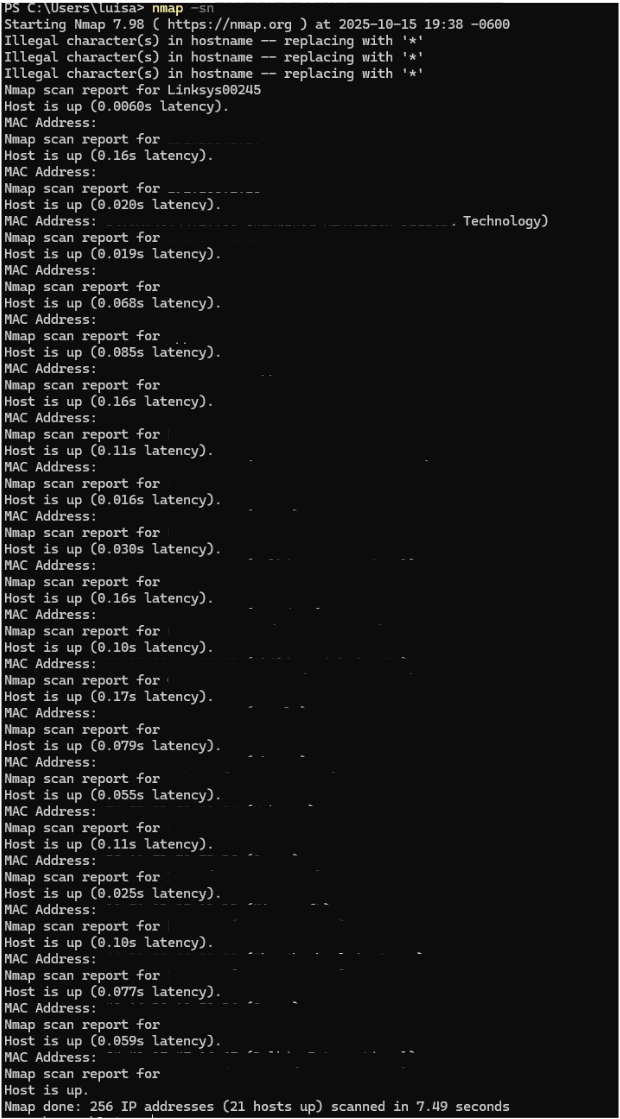 PS C:\Users\luisa> nmap -sn
Starting Nmap 7.98 ( https://nmap.org ) at 2025-10-15 19:38 -0600
Illegal character(s) in hostname -- replacing with '*'
Illegal character(s) in hostname -- replacing with '*'
Illegal character(s) in hostname -- replacing with '*'
Nmap scan report for Linksys00245
Host is up (0.0060s latency).
MAC Address:
Nmap scan report for
Host is up (0.16s latency).
MAC Address:
Nmap scan report for
Host is up (0.020s latency).
MAC Address: Technology)
Nmap scan report for
Host is up (0.019s latency).
MAC Address:
Nmap scan report for
Host is up (0.068s latency).
MAC Address:
Nmap scan report for
Host is up (0.085s latency).
MAC Address:
Nmap scan report for
Host is up (0.16s latency).
MAC Address:
Nmap scan report for
Host is up (0.11s latency).
MAC Address:
Nmap scan report for
Host is up (0.016s latency).
MAC Address:
Nmap scan report for
Host is up (0.030s latency).
MAC Address:
Nmap scan report for
Host is up (0.16s latency).
MAC Address:
Nmap scan report for
Host is up (0.10s latency).
MAC Address:
Nmap scan report for
Host is up (0.17s latency).
MAC Address:
Nmap scan report for
Host is up (0.079s latency).
MAC Address:
Nmap scan report for
Host is up (0.055s latency).
MAC Address:
Nmap scan report for
Host is up (0.11s latency).
MAC Address:
Nmap scan report for
Host is up (0.025s latency).
MAC Address:
Nmap scan report for
Host is up (0.10s latency).
MAC Address:
Nmap scan report for
Host is up (0.077s latency).
MAC Address:
Nmap scan report for
Host is up (0.059s latency).
MAC Address:
Nmap scan report for
Host is up.
Nmap done: 256 IP addresses (21 hosts up) scanned in 7.49 seconds